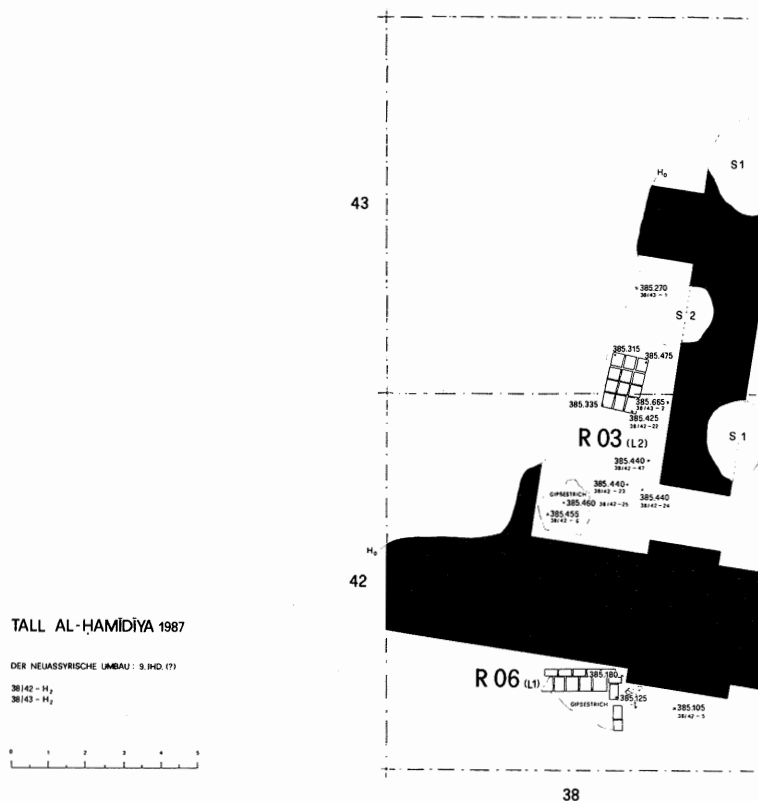 S 1
H₀
43
385.270
38/43 - 1
S 2
385.315
385.475
385.335
385.665
38/43 - 2
385.425
38/42 - 22
R 03 (L2)
S 1
385.440
38/42 - 47
385.440
38/42 - 23
385.440
38/42 - 24
GIPSESTRICH
385.460
38/42 - 25
385.455
38/42 - 6
H₀
42
TALL AL-ḤAMĪDĪYA 1987
DER NEUASSYRISCHE UMBAU : 9. JHD. (?)
38/42 - H₂
38/43 - H₂
R 06 (L1)
385.180
385.125
GIPSESTRICH
385.105
38/42 - 5
0 1 2 3 4 5
38